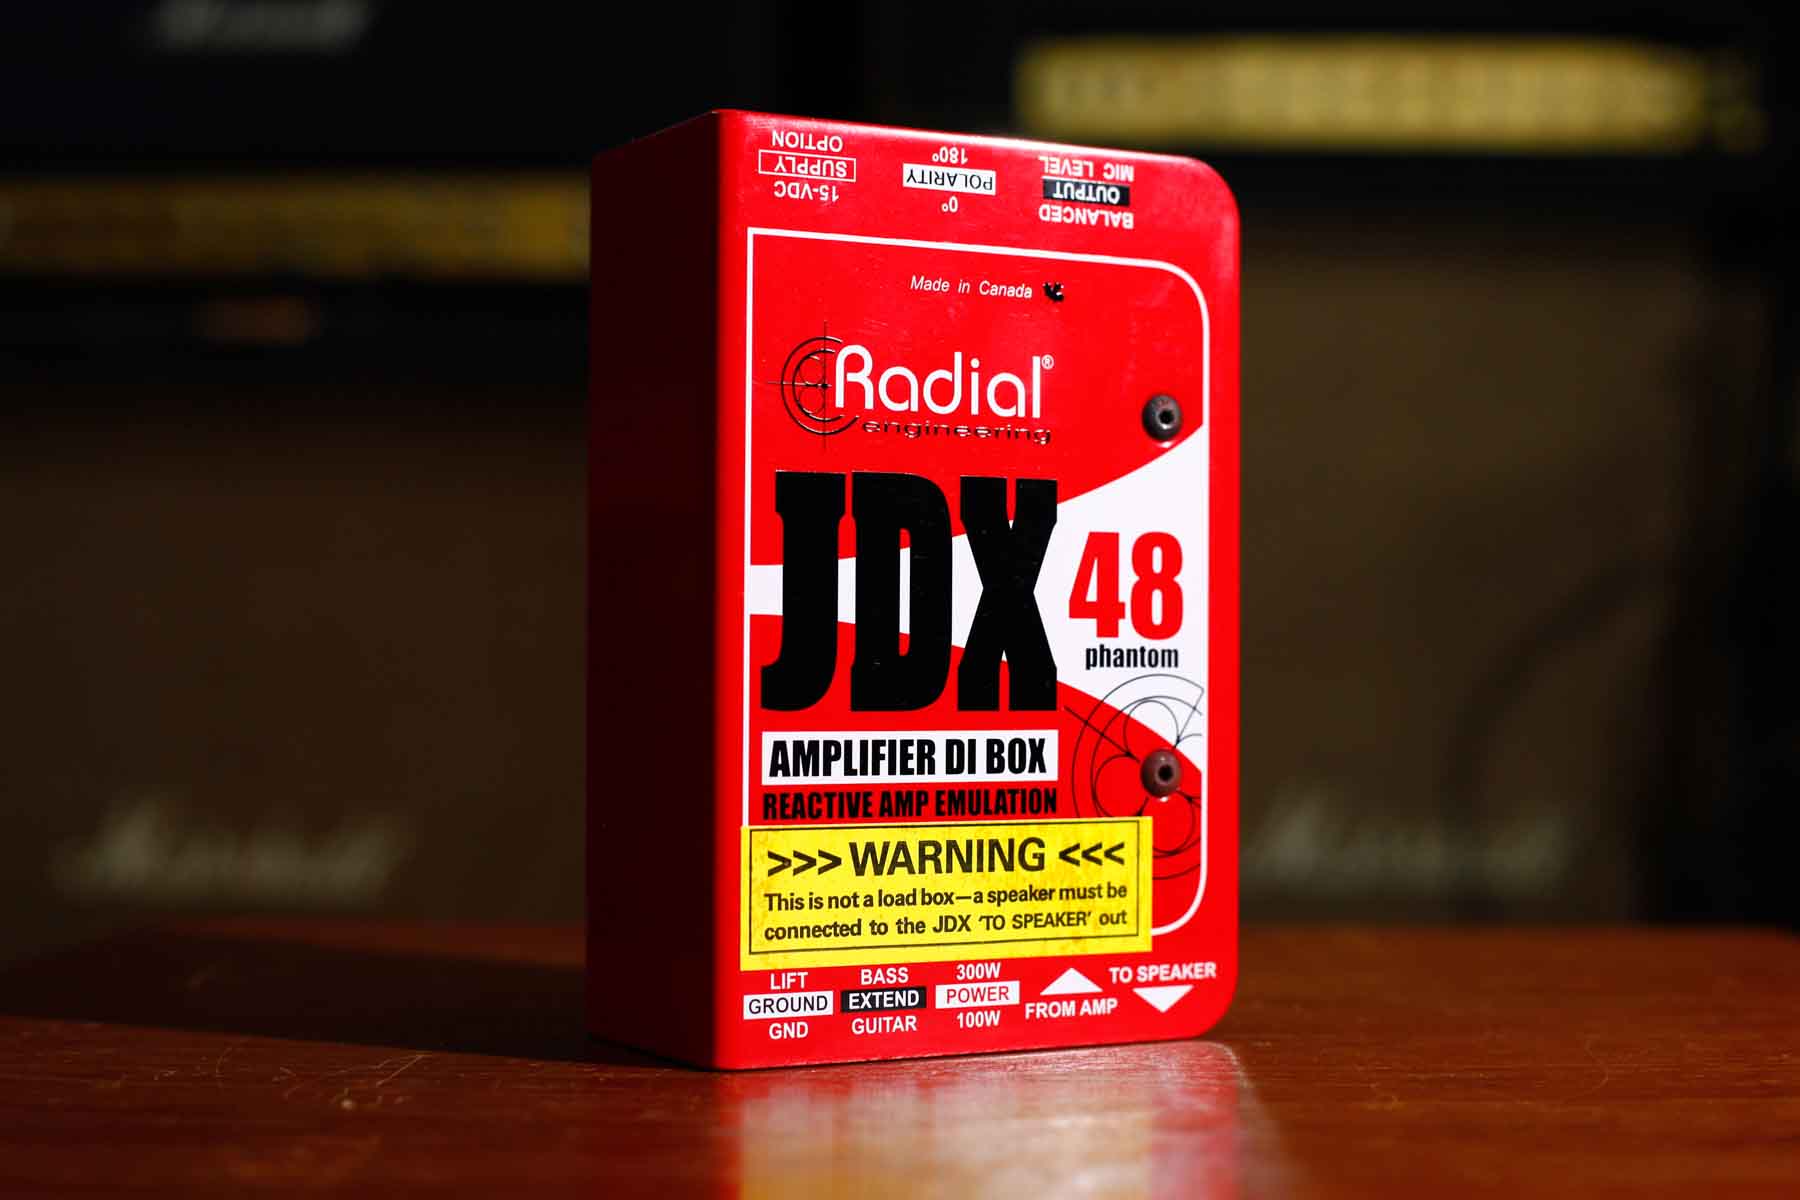 15-VDC
SUPPLY
OPTION
0°
POLARITY
180°
BALANCED
OUTPUT
MIC LEVEL
Made in Canada
Radial®
engineering
JDX
48
phantom
AMPLIFIER DI BOX
REACTIVE AMP EMULATION
>>> WARNING <<<
This is not a load box—a speaker must be
connected to the JDX 'TO SPEAKER' out
LIFT
GROUND
GND
BASS
EXTEND
GUITAR
300W
POWER
100W
FROM AMP
TO SPEAKER
Marshall
Marshall